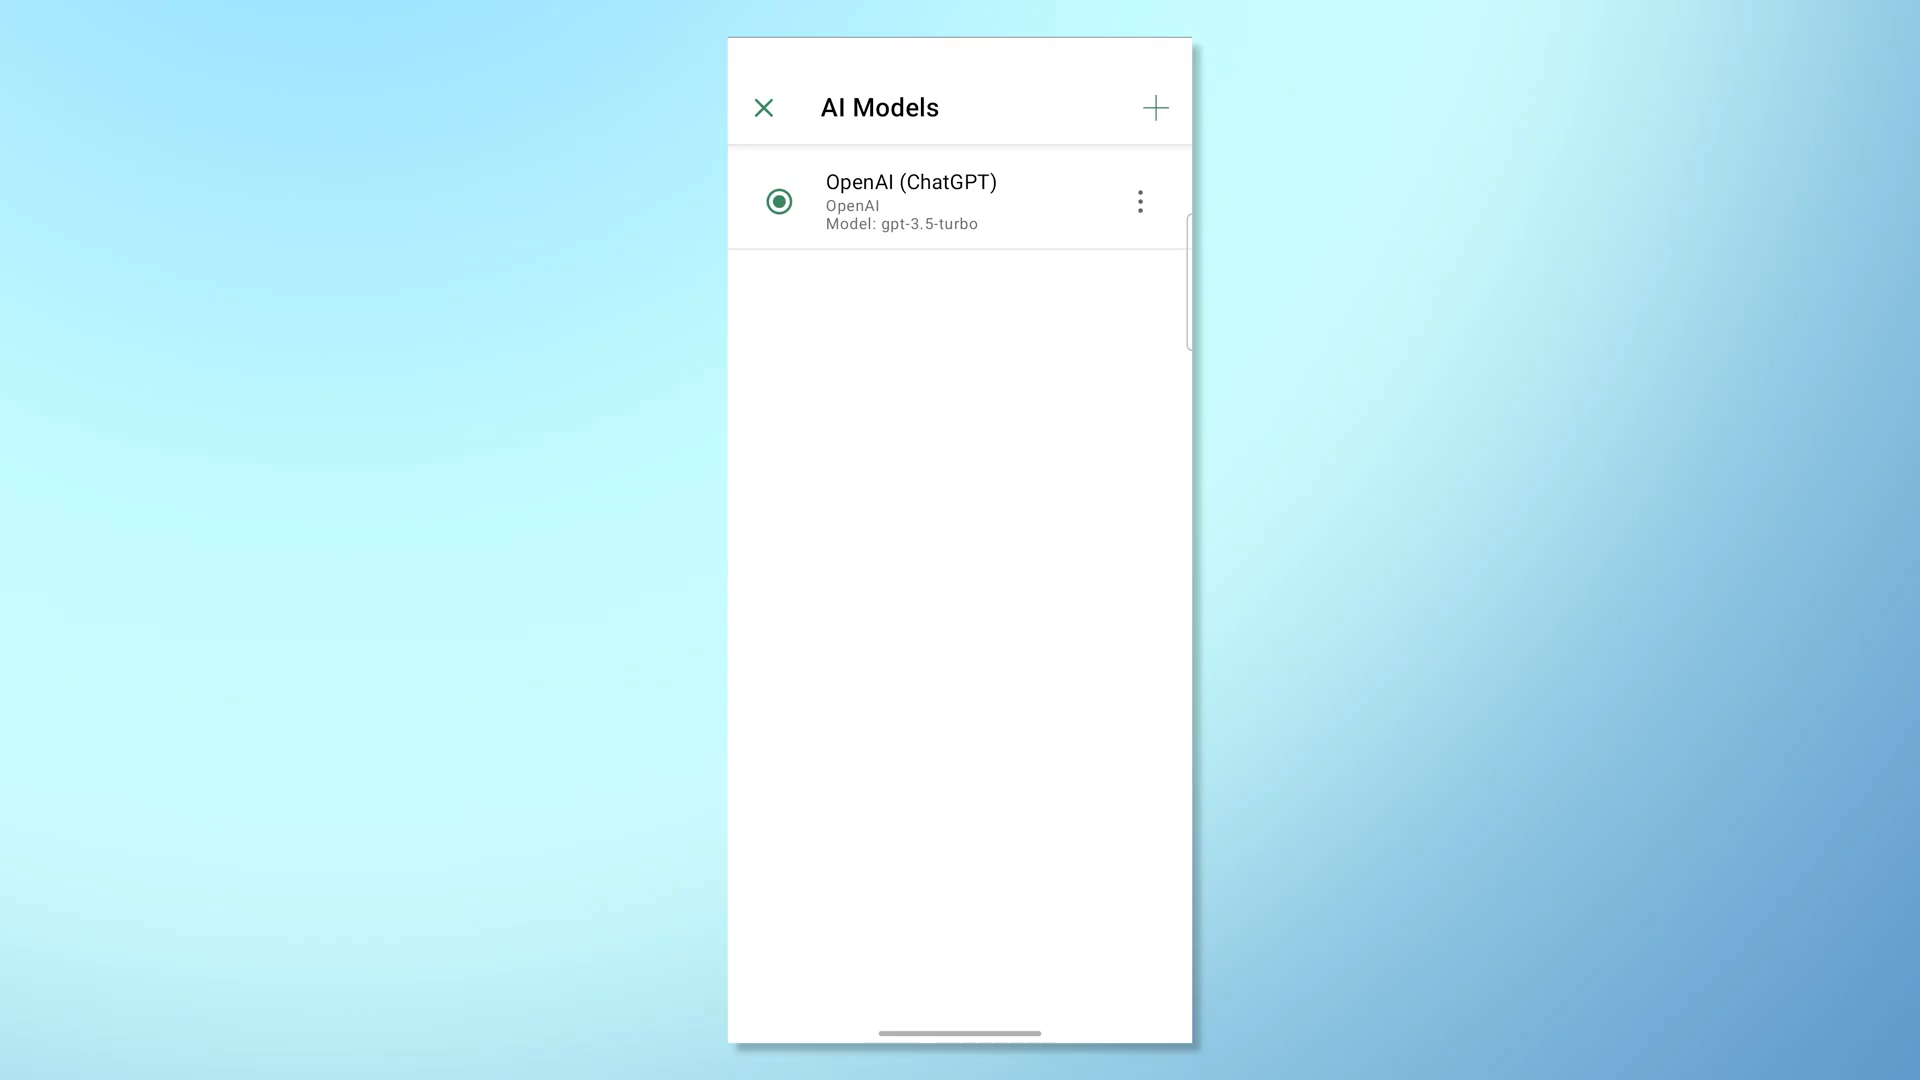 AI Models
OpenAI (ChatGPT)
OpenAI
Model: gpt-3.5-turbo